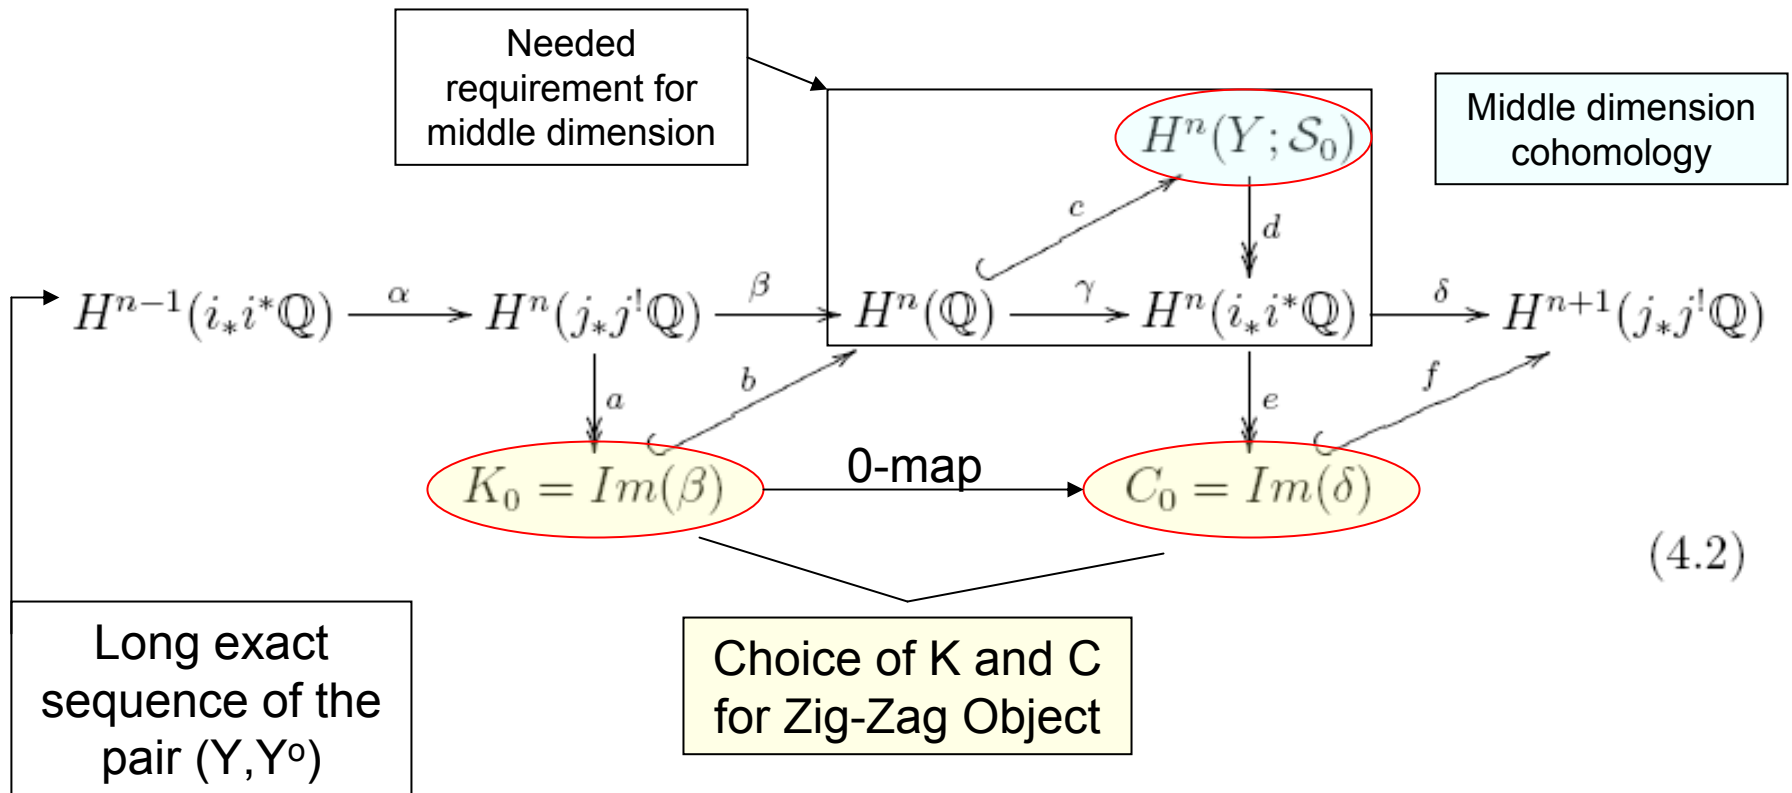 Needed
requirement for
middle dimension
H^n(Y; 𝒮_0)
Middle dimension
cohomology
c
d
H^{n−1}(i_*i^*ℚ) α H^n(j_*j^!ℚ) β H^n(ℚ) γ H^n(i_*i^*ℚ) δ H^{n+1}(j_*j^!ℚ)
a
b
e
f
K_0 = Im(β)
0-map
C_0 = Im(δ)
(4.2)
Long exact
sequence of the
pair (Y,Y^o)
Choice of K and C
for Zig-Zag Object